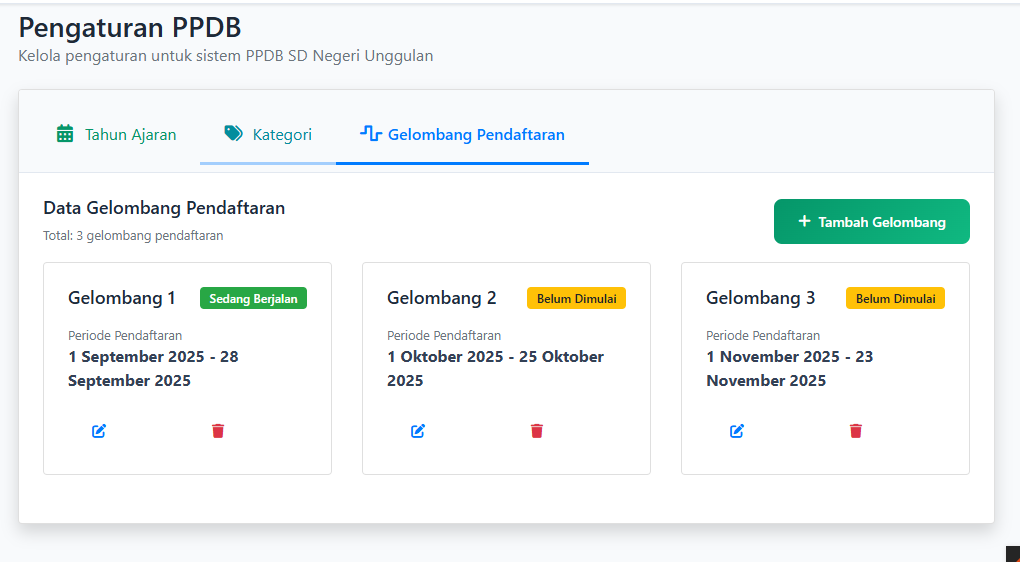 Pengaturan PPDB
Kelola pengaturan untuk sistem PPDB SD Negeri Unggulan
Tahun Ajaran
Kategori
Gelombang Pendaftaran
Data Gelombang Pendaftaran
Total: 3 gelombang pendaftaran
+ Tambah Gelombang
Gelombang 1
Sedang Berjalan
Periode Pendaftaran
1 September 2025 - 28
September 2025
Gelombang 2
Belum Dimulai
Periode Pendaftaran
1 Oktober 2025 - 25 Oktober
2025
Gelombang 3
Belum Dimulai
Periode Pendaftaran
1 November 2025 - 23
November 2025